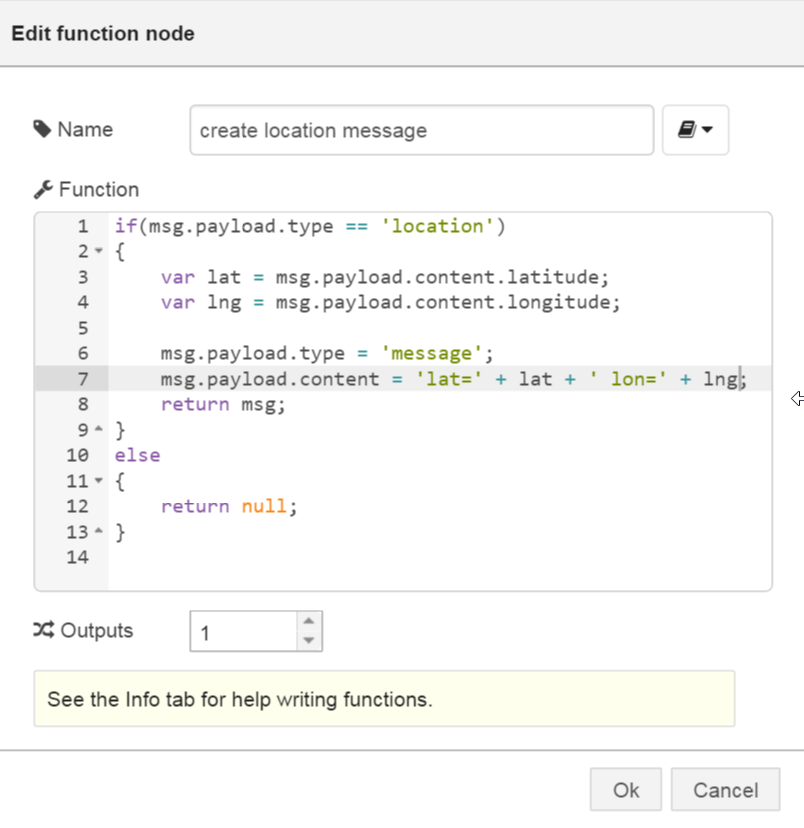 Edit function node
Name
create location message
Function
1 if(msg.payload.type == 'location')
2 {
3     var lat = msg.payload.content.latitude;
4     var lng = msg.payload.content.longitude;
5
6     msg.payload.type = 'message';
7     msg.payload.content = 'lat=' + lat + ' lon=' + lng;
8     return msg;
9 }
10 else
11 {
12     return null;
13 }
14
Outputs
1
See the Info tab for help writing functions.
Ok Cancel